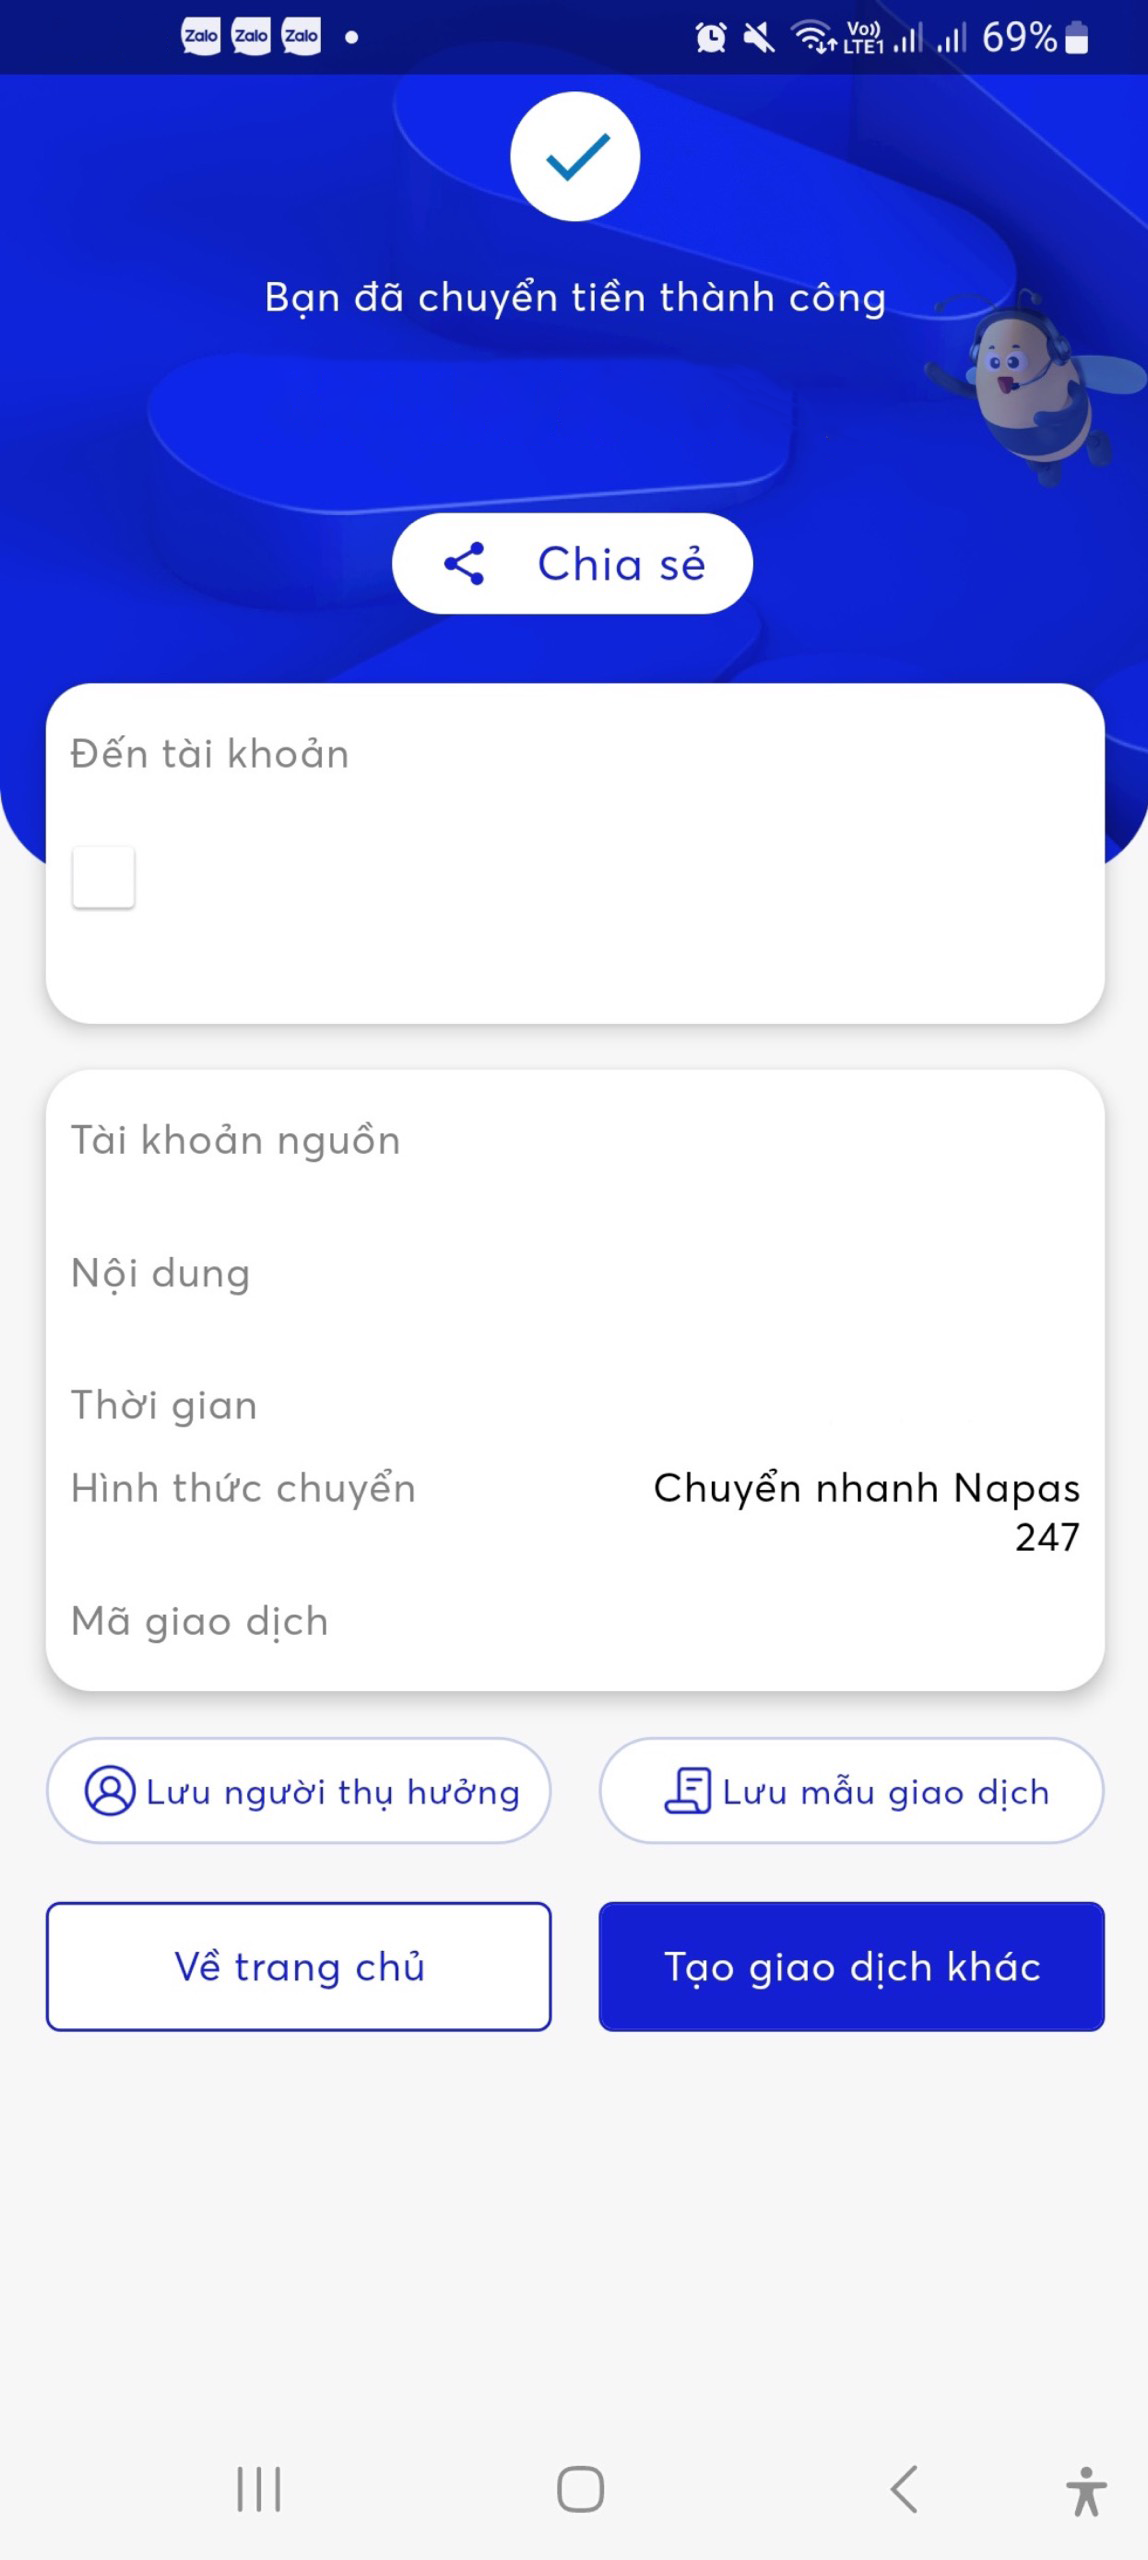 Zalo Zalo Zalo Vo)) LTE1 69%
Bạn đã chuyển tiền thành công
Chia sẻ
Đến tài khoản
Tài khoản nguồn
Nội dung
Thời gian
Hình thức chuyển Chuyển nhanh Napas
247
Mã giao dịch
Lưu người thụ hưởng Lưu mẫu giao dịch
Về trang chủ Tạo giao dịch khác